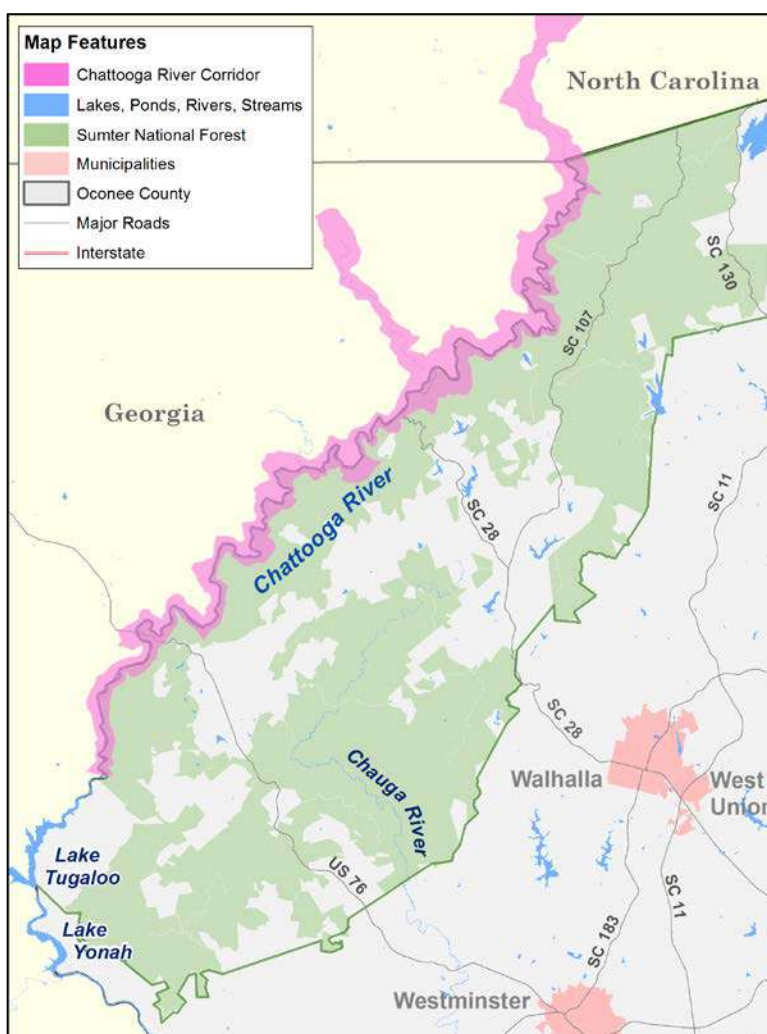 Map Features
Chattooga River Corridor
Lakes, Ponds, Rivers, Streams
Sumter National Forest
Municipalities
Oconee County
Major Roads
Interstate
North Carolina
SC 130
SC 107
Georgia
SC 11
Chattooga River
SC 28
SC 28
Walhalla
West
Union
Chauga River
Lake
Tugaloo
US 76
Lake
Yonah
SC 183
SC 11
Westminster